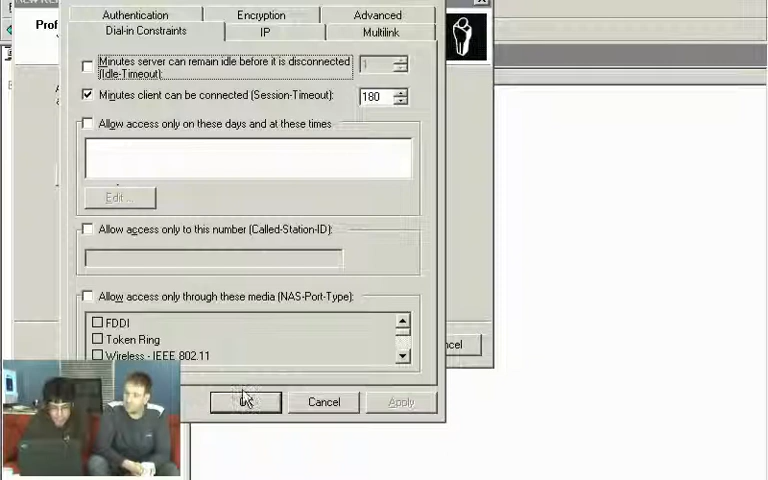 Prof
Authentication
Encryption
Advanced
Dial-in Constraints
IP
Multilink
Minutes server can remain idle before it is disconnected
(Idle-Timeout):
1
Minutes client can be connected (Session-Timeout):
180
Allow access only on these days and at these times
Edit...
Allow access only to this number (Called-Station-ID):
Allow access only through these media (NAS-Port-Type):
FDDI
Token Ring
Wireless - IEEE 802.11
ncel
Cancel
Apply